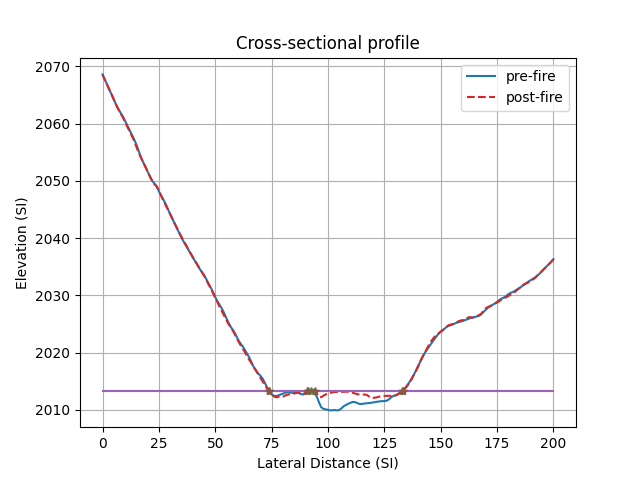 Cross-sectional profile
pre-fire
post-fire
2070
2060
2050
2040
2030
2020
2010
Elevation (SI)
0 25 50 75 100 125 150 175 200
Lateral Distance (SI)